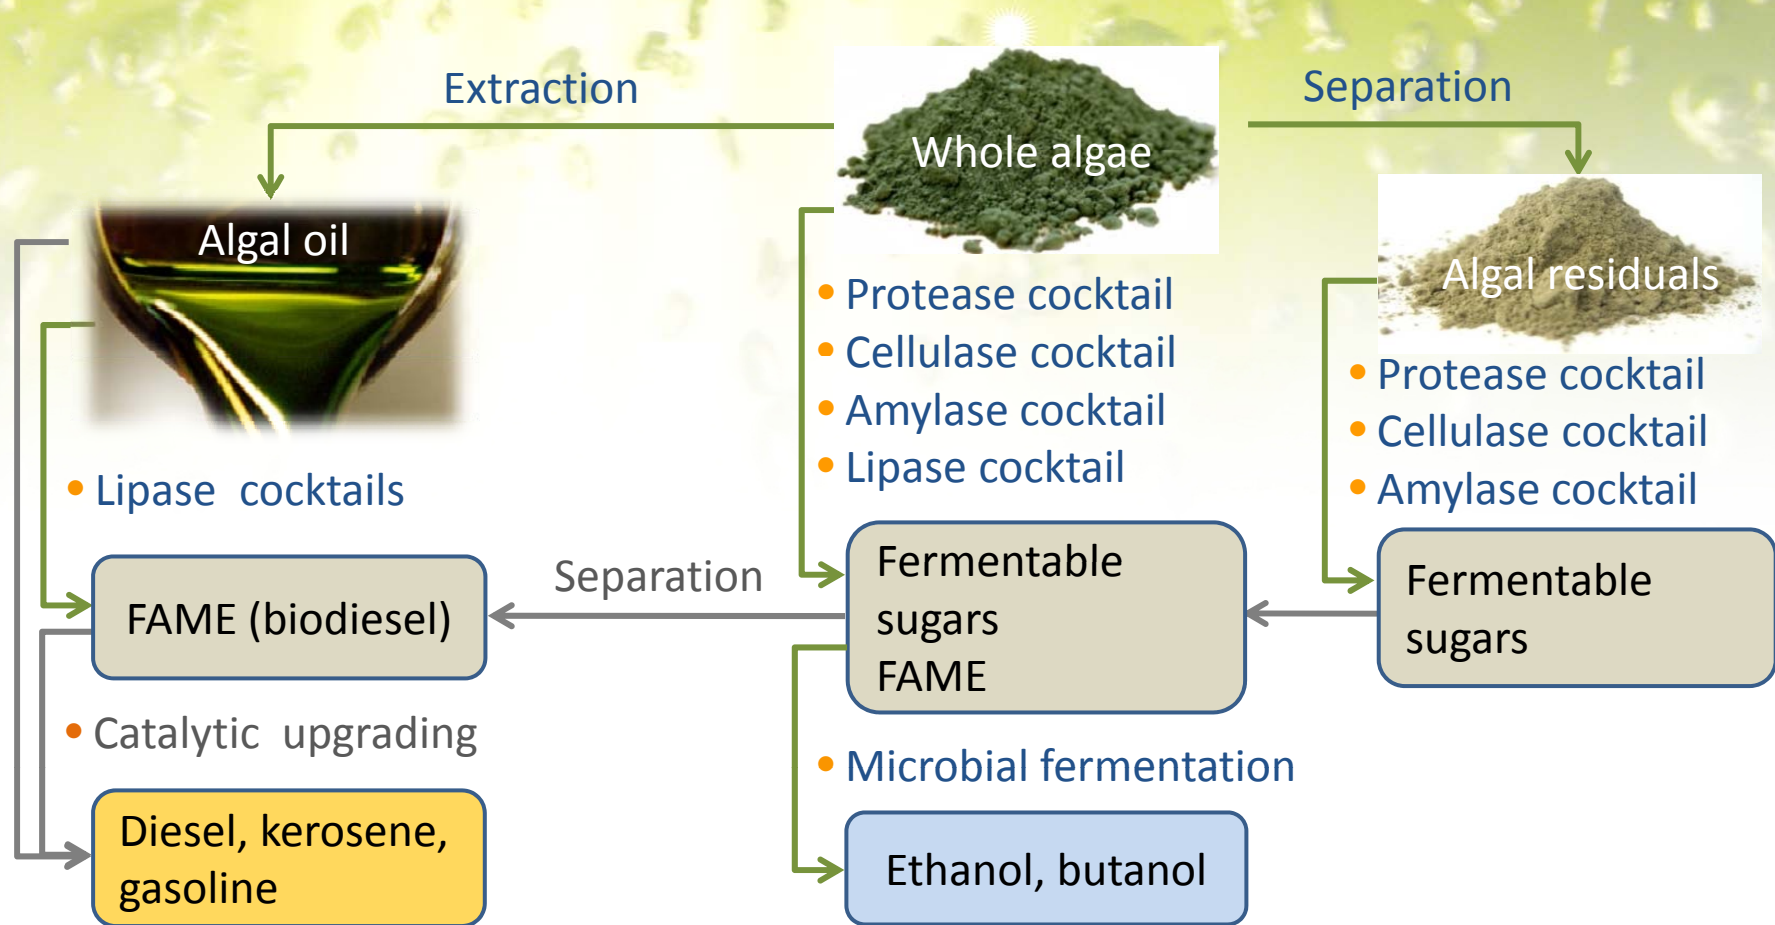 Extraction
Separation
Whole algae
Algal oil
Algal residuals
• Protease cocktail
• Cellulase cocktail
• Amylase cocktail
• Lipase cocktail
• Protease cocktail
• Cellulase cocktail
• Amylase cocktail
• Lipase cocktails
Separation
FAME (biodiesel)
Fermentable
sugars
FAME
Fermentable
sugars
• Catalytic upgrading
• Microbial fermentation
Diesel, kerosene,
gasoline
Ethanol, butanol